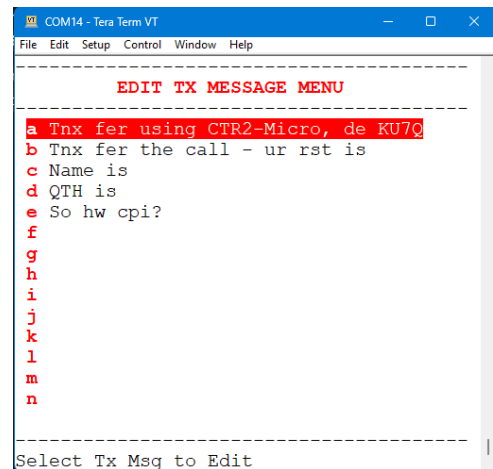 COM14 - Tera Term VT
File Edit Setup Control Window Help
----------------------------------------
EDIT TX MESSAGE MENU
----------------------------------------
a Tnx fer using CTR2-Micro, de KU7Q
b Tnx fer the call - ur rst is
c Name is
d QTH is
e So hw cpi?
f
g
h
i
j
k
l
m
n
----------------------------------------
Select Tx Msg to Edit